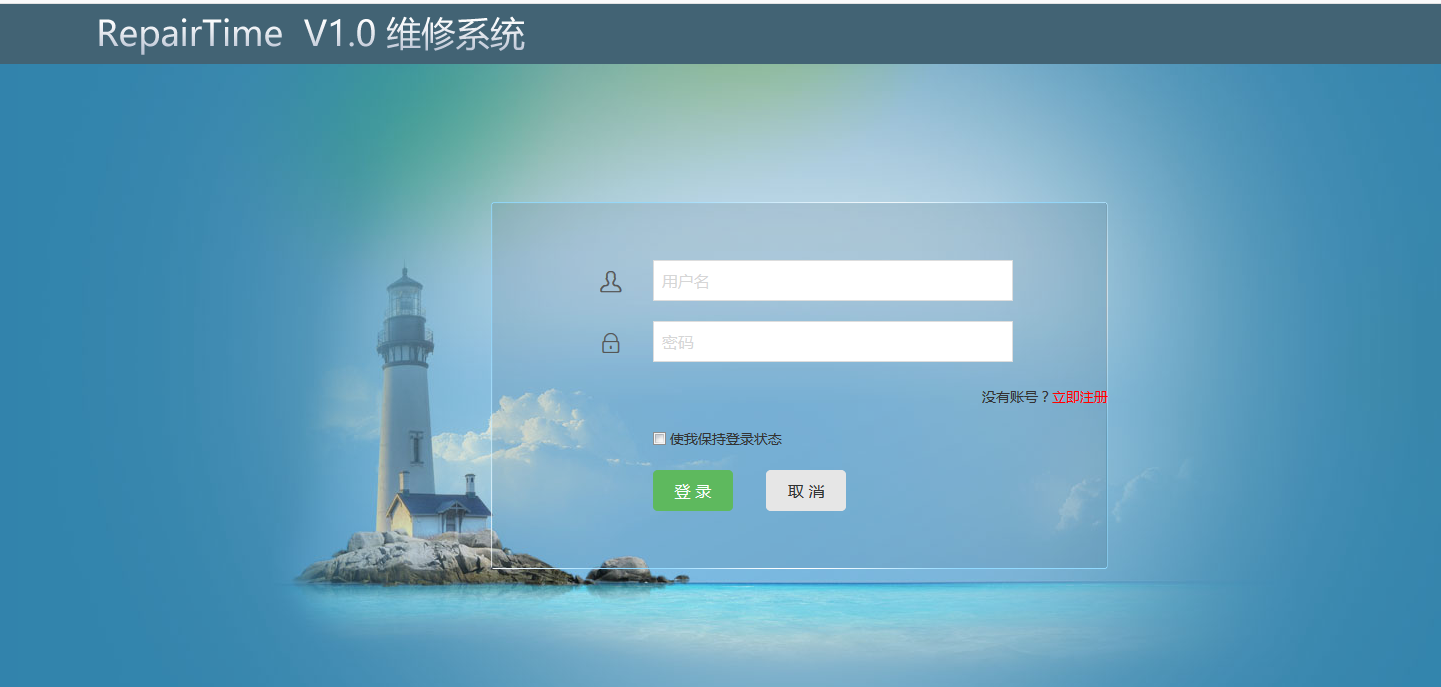 RepairTime V1.0 维修系统
用户名
密码
没有账号？立即注册
使我保持登录状态
登 录 取 消